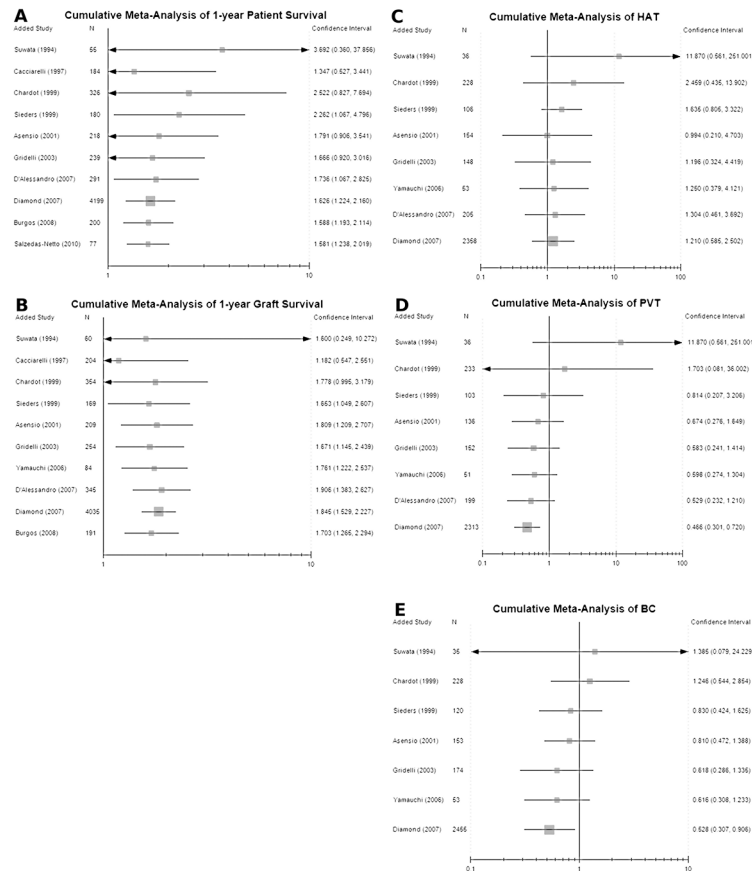 A
Cumulative Meta-Analysis of 1-year Patient Survival
Added Study N Confidence Interval
Suwata (1994) 56 3.692 (0.360, 37.856)
Cacciarelli (1997) 184 1.347 (0.527, 3.441)
Chardot (1999) 326 2.522 (0.827, 7.694)
Sieders (1999) 180 2.262 (1.067, 4.796)
Asensio (2001) 218 1.791 (0.906, 3.541)
Gridelli (2003) 239 1.666 (0.920, 3.016)
D'Alessandro (2007) 291 1.736 (1.067, 2.825)
Diamond (2007) 4199 1.626 (1.224, 2.160)
Burgos (2008) 200 1.588 (1.193, 2.114)
Salzedas-Netto (2010) 77 1.581 (1.238, 2.019)
1 10
B
Cumulative Meta-Analysis of 1-year Graft Survival
Added Study N Confidence Interval
Suwata (1994) 60 1.600 (0.249, 10.272)
Cacciarelli (1997) 204 1.182 (0.547, 2.551)
Chardot (1999) 354 1.778 (0.995, 3.179)
Sieders (1999) 169 1.653 (1.049, 2.607)
Asensio (2001) 209 1.809 (1.209, 2.707)
Gridelli (2003) 254 1.671 (1.145, 2.439)
Yamauchi (2006) 84 1.761 (1.222, 2.537)
D'Alessandro (2007) 345 1.906 (1.383, 2.627)
Diamond (2007) 4035 1.845 (1.529, 2.227)
Burgos (2008) 191 1.703 (1.265, 2.294)
1 10
C
Cumulative Meta-Analysis of HAT
Added Study N Confidence Interval
Suwata (1994) 36 11.870 (0.561, 251.001
Chardot (1999) 228 2.459 (0.435, 13.902)
Sieders (1999) 106 1.635 (0.805, 3.322)
Asensio (2001) 154 0.994 (0.210, 4.703)
Gridelli (2003) 148 1.196 (0.324, 4.419)
Yamauchi (2006) 53 1.250 (0.379, 4.121)
D'Alessandro (2007) 205 1.304 (0.461, 3.692)
Diamond (2007) 2358 1.210 (0.585, 2.502)
0.1 1 10 100
D
Cumulative Meta-Analysis of PVT
Added Study N Confidence Interval
Suwata (1994) 36 11.870 (0.561, 251.001
Chardot (1999) 233 1.703 (0.081, 36.002)
Sieders (1999) 103 0.814 (0.207, 3.206)
Asensio (2001) 136 0.674 (0.276, 1.649)
Gridelli (2003) 152 0.583 (0.241, 1.414)
Yamauchi (2006) 51 0.598 (0.274, 1.304)
D'Alessandro (2007) 199 0.529 (0.232, 1.210)
Diamond (2007) 2313 0.466 (0.301, 0.720)
0.1 1 10 100
E
Cumulative Meta-Analysis of BC
Added Study N Confidence Interval
Suwata (1994) 36 1.385 (0.079, 24.229
Chardot (1999) 228 1.246 (0.544, 2.854)
Sieders (1999) 120 0.830 (0.424, 1.625)
Asensio (2001) 153 0.810 (0.472, 1.388)
Gridelli (2003) 174 0.618 (0.286, 1.336)
Yamauchi (2006) 53 0.616 (0.308, 1.233)
Diamond (2007) 2455 0.528 (0.307, 0.906)
0.1 1 10